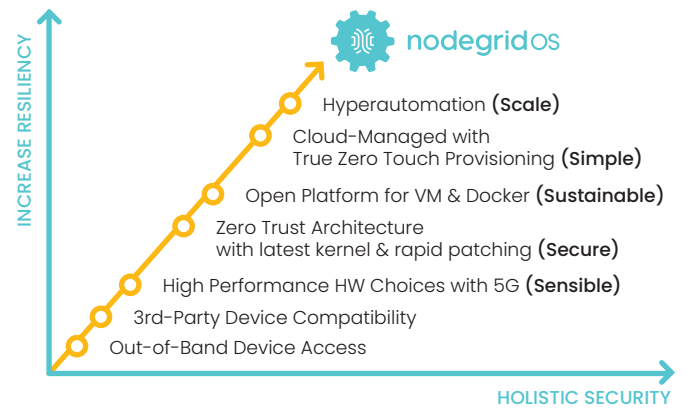 nodegrid OS
INCREASE RESILIENCY
Hyperautomation (Scale)
Cloud-Managed with
True Zero Touch Provisioning (Simple)
Open Platform for VM & Docker (Sustainable)
Zero Trust Architecture
with latest kernel & rapid patching (Secure)
High Performance HW Choices with 5G (Sensible)
3rd-Party Device Compatibility
Out-of-Band Device Access
HOLISTIC SECURITY